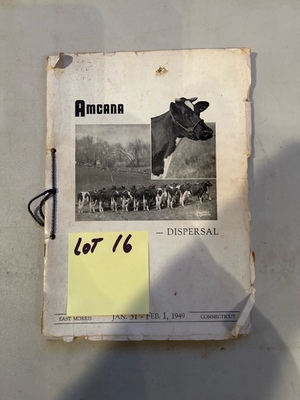 AMCANA
— DISPERSAL
LOT 16
EAST MORRIS JAN. 31 - FEB. 1, 1949 CONNECTICUT